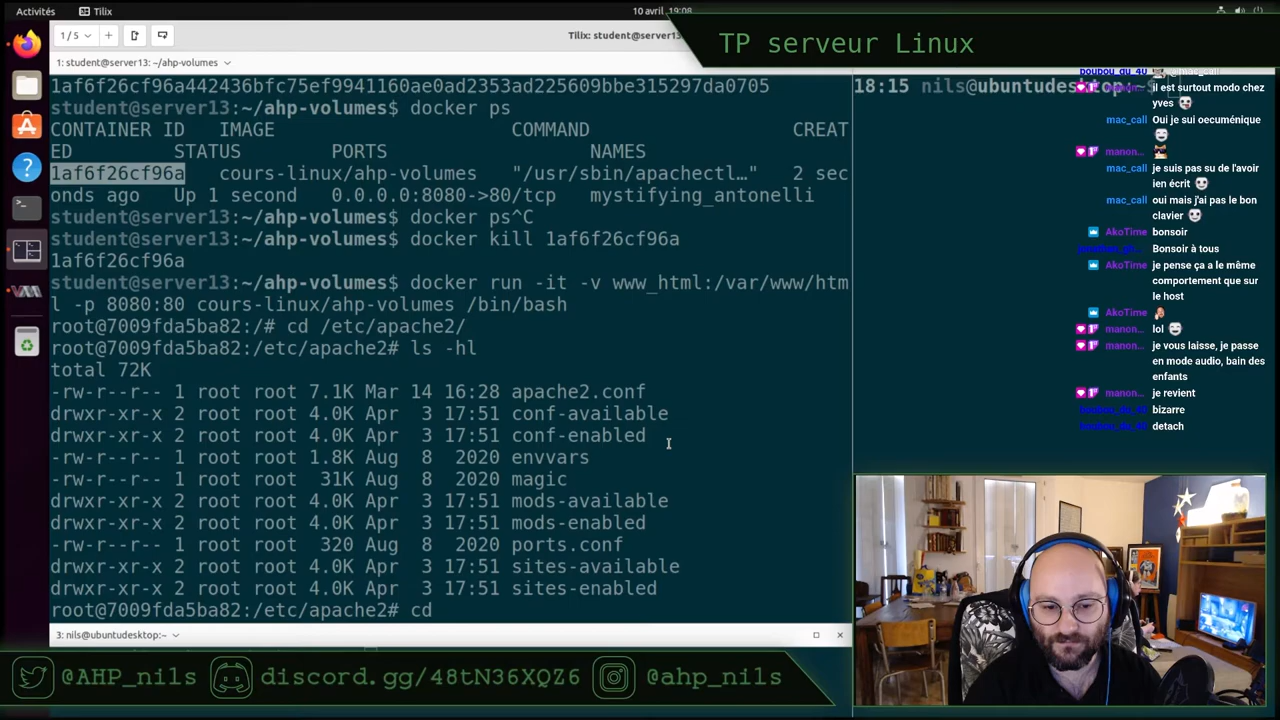 Activités
Tilix
10 avril 19:08
1 / 5
Tilix: student@server13:
TP serveur Linux
1: student@server13: ~/ahp-volumes
1af6f26cf96a442436bfc75ef9941160ae0ad2353ad225609bbe315297da0705
student@server13:~/ahp-volumes$ docker ps
CONTAINER ID   IMAGE                     COMMAND                  CREAT
ED         STATUS        PORTS                  NAMES
1af6f26cf96a   cours-linux/ahp-volumes   "/usr/sbin/apachectl…"   2 sec
onds ago   Up 1 second   0.0.0.0:8080->80/tcp   mystifying_antonelli
student@server13:~/ahp-volumes$ docker ps^C
student@server13:~/ahp-volumes$ docker kill 1af6f26cf96a
1af6f26cf96a
student@server13:~/ahp-volumes$ docker run -it -v www_html:/var/www/htm
l -p 8080:80 cours-linux/ahp-volumes /bin/bash
root@7009fda5ba82:/# cd /etc/apache2/
root@7009fda5ba82:/etc/apache2# ls -hl
total 72K
-rw-r--r-- 1 root root 7.1K Mar 14 16:28 apache2.conf
drwxr-xr-x 2 root root 4.0K Apr  3 17:51 conf-available
drwxr-xr-x 2 root root 4.0K Apr  3 17:51 conf-enabled
-rw-r--r-- 1 root root 1.8K Aug  8  2020 envvars
-rw-r--r-- 1 root root  31K Aug  8  2020 magic
drwxr-xr-x 2 root root 4.0K Apr  3 17:51 mods-available
drwxr-xr-x 2 root root 4.0K Apr  3 17:51 mods-enabled
-rw-r--r-- 1 root root  320 Aug  8  2020 ports.conf
drwxr-xr-x 2 root root 4.0K Apr  3 17:51 sites-available
drwxr-xr-x 2 root root 4.0K Apr  3 17:51 sites-enabled
root@7009fda5ba82:/etc/apache2# cd
3: nils@ubuntudesktop:~
18:15 nils@ubuntudesktop ~$
boubou_du_40 @mac_call
il est surtout modo chez
yves
mac_call Oui je sui oecuménique
manon...
mac_call je suis pas su de l'avoir
ien écrit
mac_call oui mais j'ai pas le bon
clavier
AkoTime bonsoir
Bonsoir à tous
AkoTime je pense ça a le même
comportement que sur
le host
AkoTime
manon... lol
manon... je vous laisse, je passe
en mode audio, bain des
enfants
manon... je revient
boubou_du_40 bizarre
boubou_du_40 detach
@AHP_nils
discord.gg/48tN36XQZ6
@ahp_nils